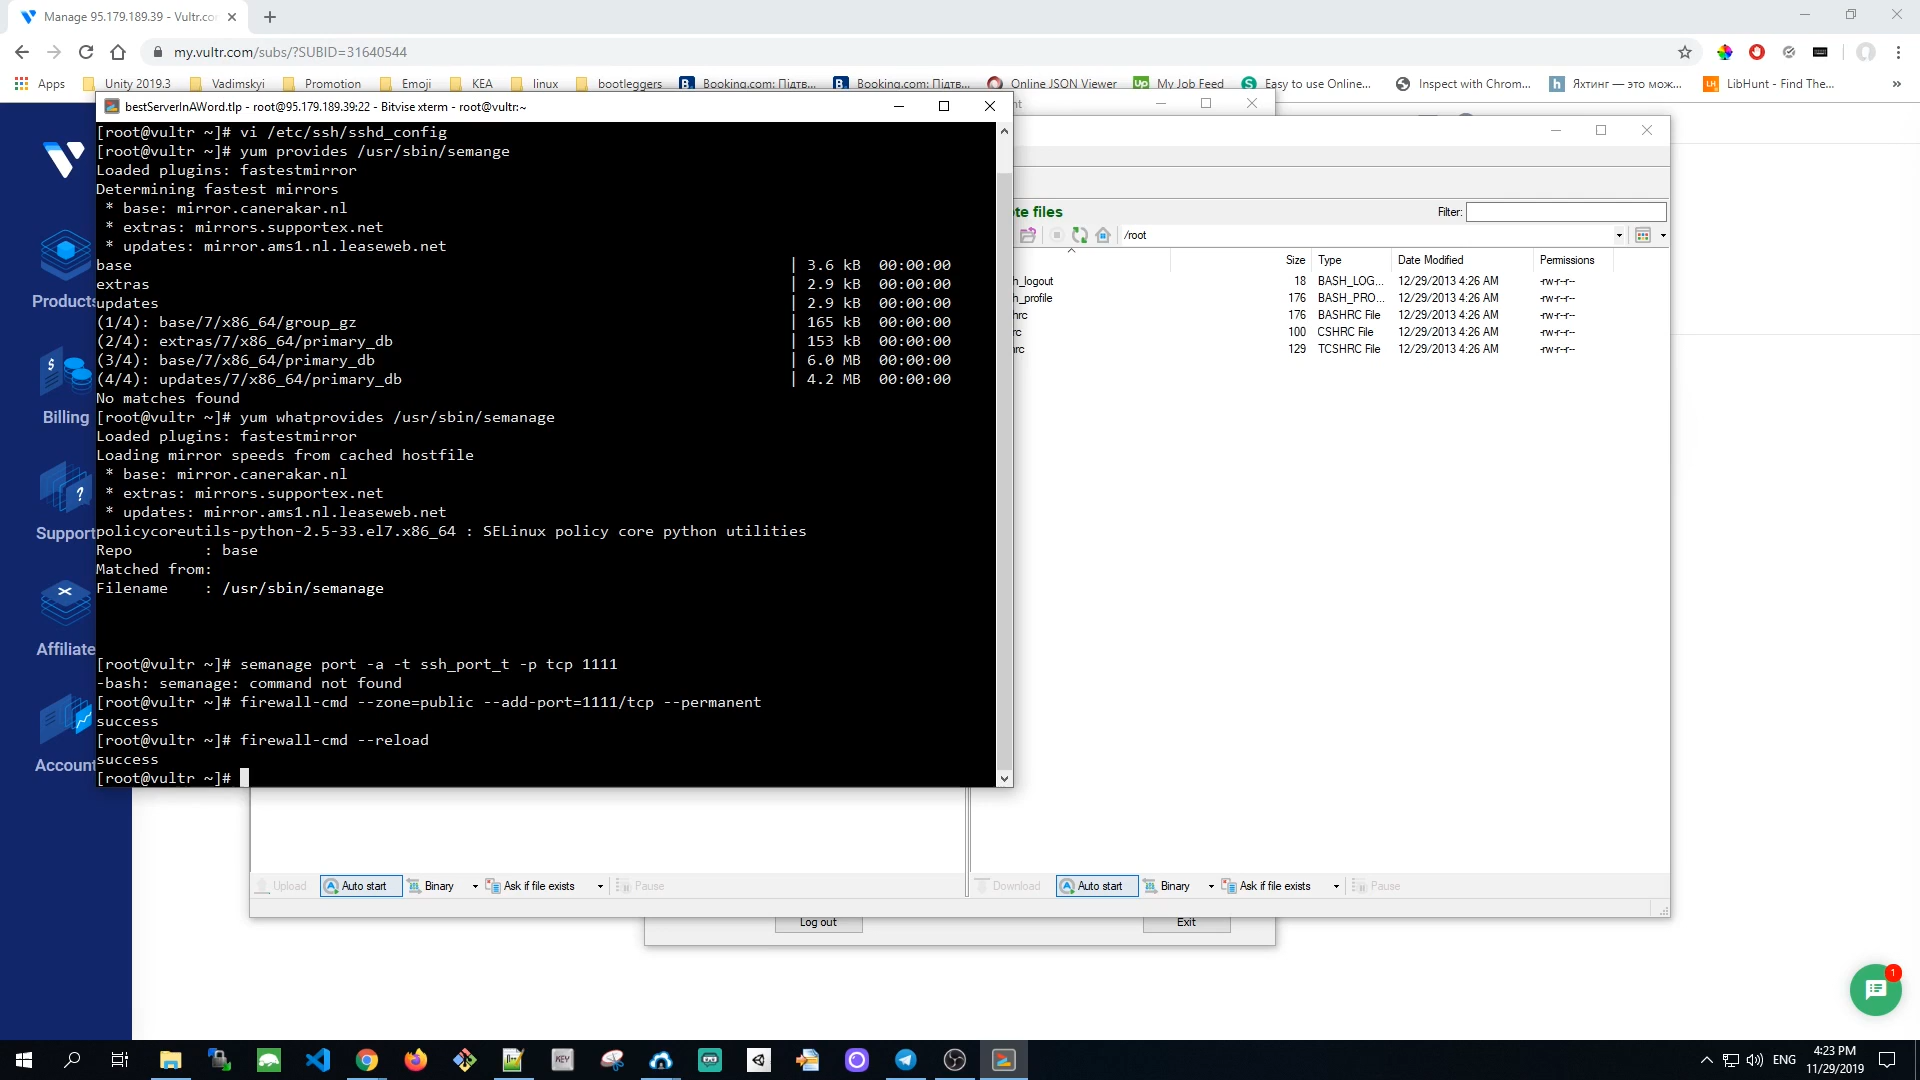 Manage 95.179.189.39 - Vultr.co
my.vultr.com/subs/?SUBID=31640544
Apps
Unity 2019.3
Vadimskyi
Promotion
Emoji
KEA
linux
bootleggers
Booking.com: Підтв...
Booking.com: Підтв...
Online JSON Viewer
My Job Feed
Easy to use Online...
Inspect with Chrom...
Яхтинг — это мож...
LibHunt - Find The...
»
bestServerInAWord.tlp - root@95.179.189.39:22 - Bitvise xterm - root@vultr:~
[root@vultr ~]# vi /etc/ssh/sshd_config
[root@vultr ~]# yum provides /usr/sbin/semange
Loaded plugins: fastestmirror
Determining fastest mirrors
* base: mirror.canerakar.nl
* extras: mirrors.supportex.net
* updates: mirror.ams1.nl.leaseweb.net
base | 3.6 kB 00:00:00
extras | 2.9 kB 00:00:00
updates | 2.9 kB 00:00:00
(1/4): base/7/x86_64/group_gz | 165 kB 00:00:00
(2/4): extras/7/x86_64/primary_db | 153 kB 00:00:00
(3/4): base/7/x86_64/primary_db | 6.0 MB 00:00:00
(4/4): updates/7/x86_64/primary_db | 4.2 MB 00:00:00
No matches found
[root@vultr ~]# yum whatprovides /usr/sbin/semanage
Loaded plugins: fastestmirror
Loading mirror speeds from cached hostfile
* base: mirror.canerakar.nl
* extras: mirrors.supportex.net
* updates: mirror.ams1.nl.leaseweb.net
policycoreutils-python-2.5-33.el7.x86_64 : SELinux policy core python utilities
Repo : base
Matched from:
Filename : /usr/sbin/semanage
[root@vultr ~]# semanage port -a -t ssh_port_t -p tcp 1111
-bash: semanage: command not found
[root@vultr ~]# firewall-cmd --zone=public --add-port=1111/tcp --permanent
success
[root@vultr ~]# firewall-cmd --reload
success
[root@vultr ~]#
Products
Billing
Support
Affiliate
Account
nt
te files
Filter:
/root
Size Type Date Modified Permissions
h_logout 18 BASH_LOG... 12/29/2013 4:26 AM -rw-r--r--
h_profile 176 BASH_PRO... 12/29/2013 4:26 AM -rw-r--r--
hrc 176 BASHRC File 12/29/2013 4:26 AM -rw-r--r--
rc 100 CSHRC File 12/29/2013 4:26 AM -rw-r--r--
hrc 129 TCSHRC File 12/29/2013 4:26 AM -rw-r--r--
Upload Auto start Binary Ask if file exists Pause
Download Auto start Binary Ask if file exists Pause
Log out
Exit
1
KEY
ENG
4:23 PM
11/29/2019